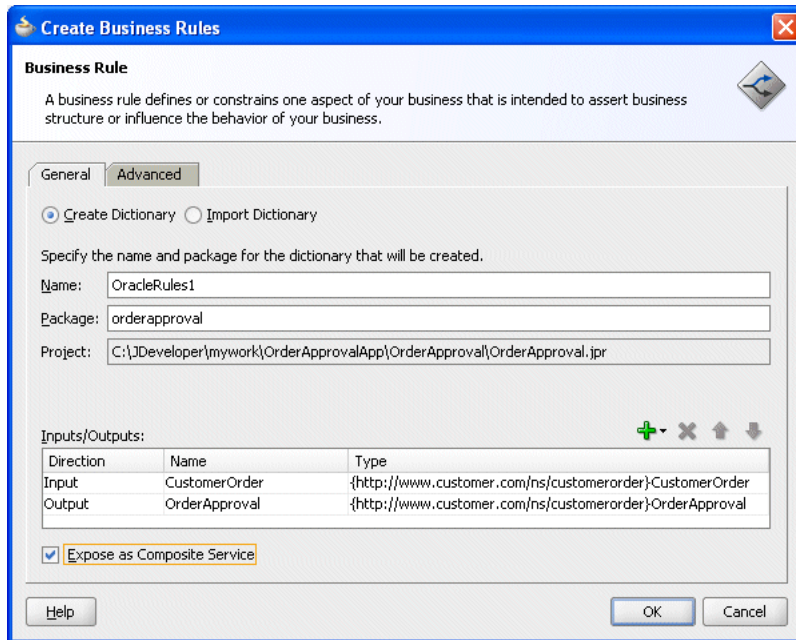 Create Business Rules
Business Rule
A business rule defines or constrains one aspect of your business that is intended to assert business
structure or influence the behavior of your business.
General Advanced
Create Dictionary Import Dictionary
Specify the name and package for the dictionary that will be created.
Name: OracleRules1
Package: orderapproval
Project: C:\JDeveloper\mywork\OrderApprovalApp\OrderApproval\OrderApproval.jpr
Inputs/Outputs:
Direction Name Type
Input CustomerOrder {http://www.customer.com/ns/customerorder}CustomerOrder
Output OrderApproval {http://www.customer.com/ns/customerorder}OrderApproval
Expose as Composite Service
Help OK Cancel